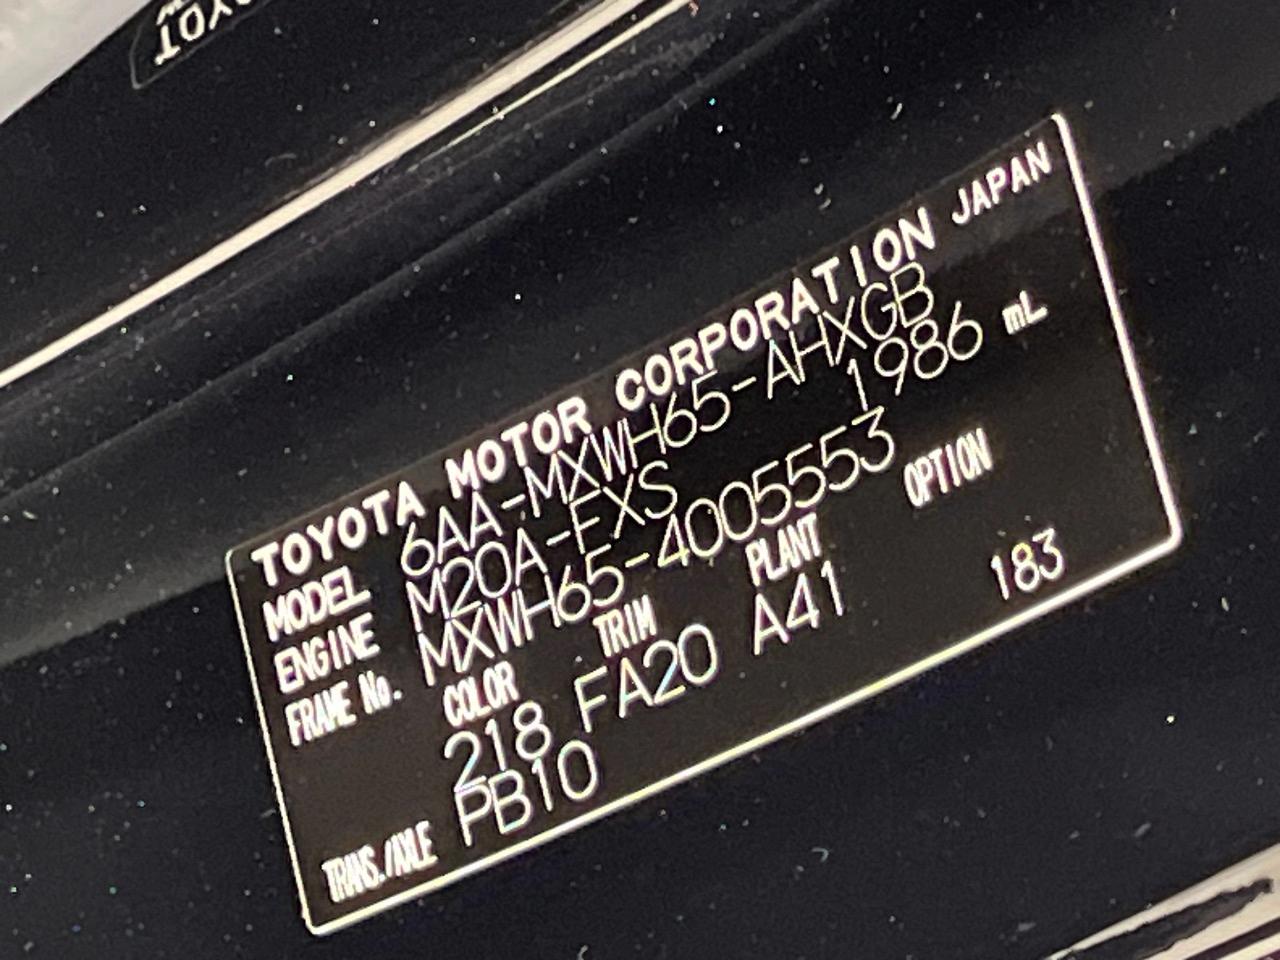 TOYOTA MOTOR CORPORATION JAPAN
MODEL 6AA-MXWH65-AHXGB
ENGINE M20A-FXS 1986 mL
FRAME No. MXWH65-4005553
COLOR TRIM PLANT OPTION
218 FA20 A41 183
TRANS./AXLE PB10